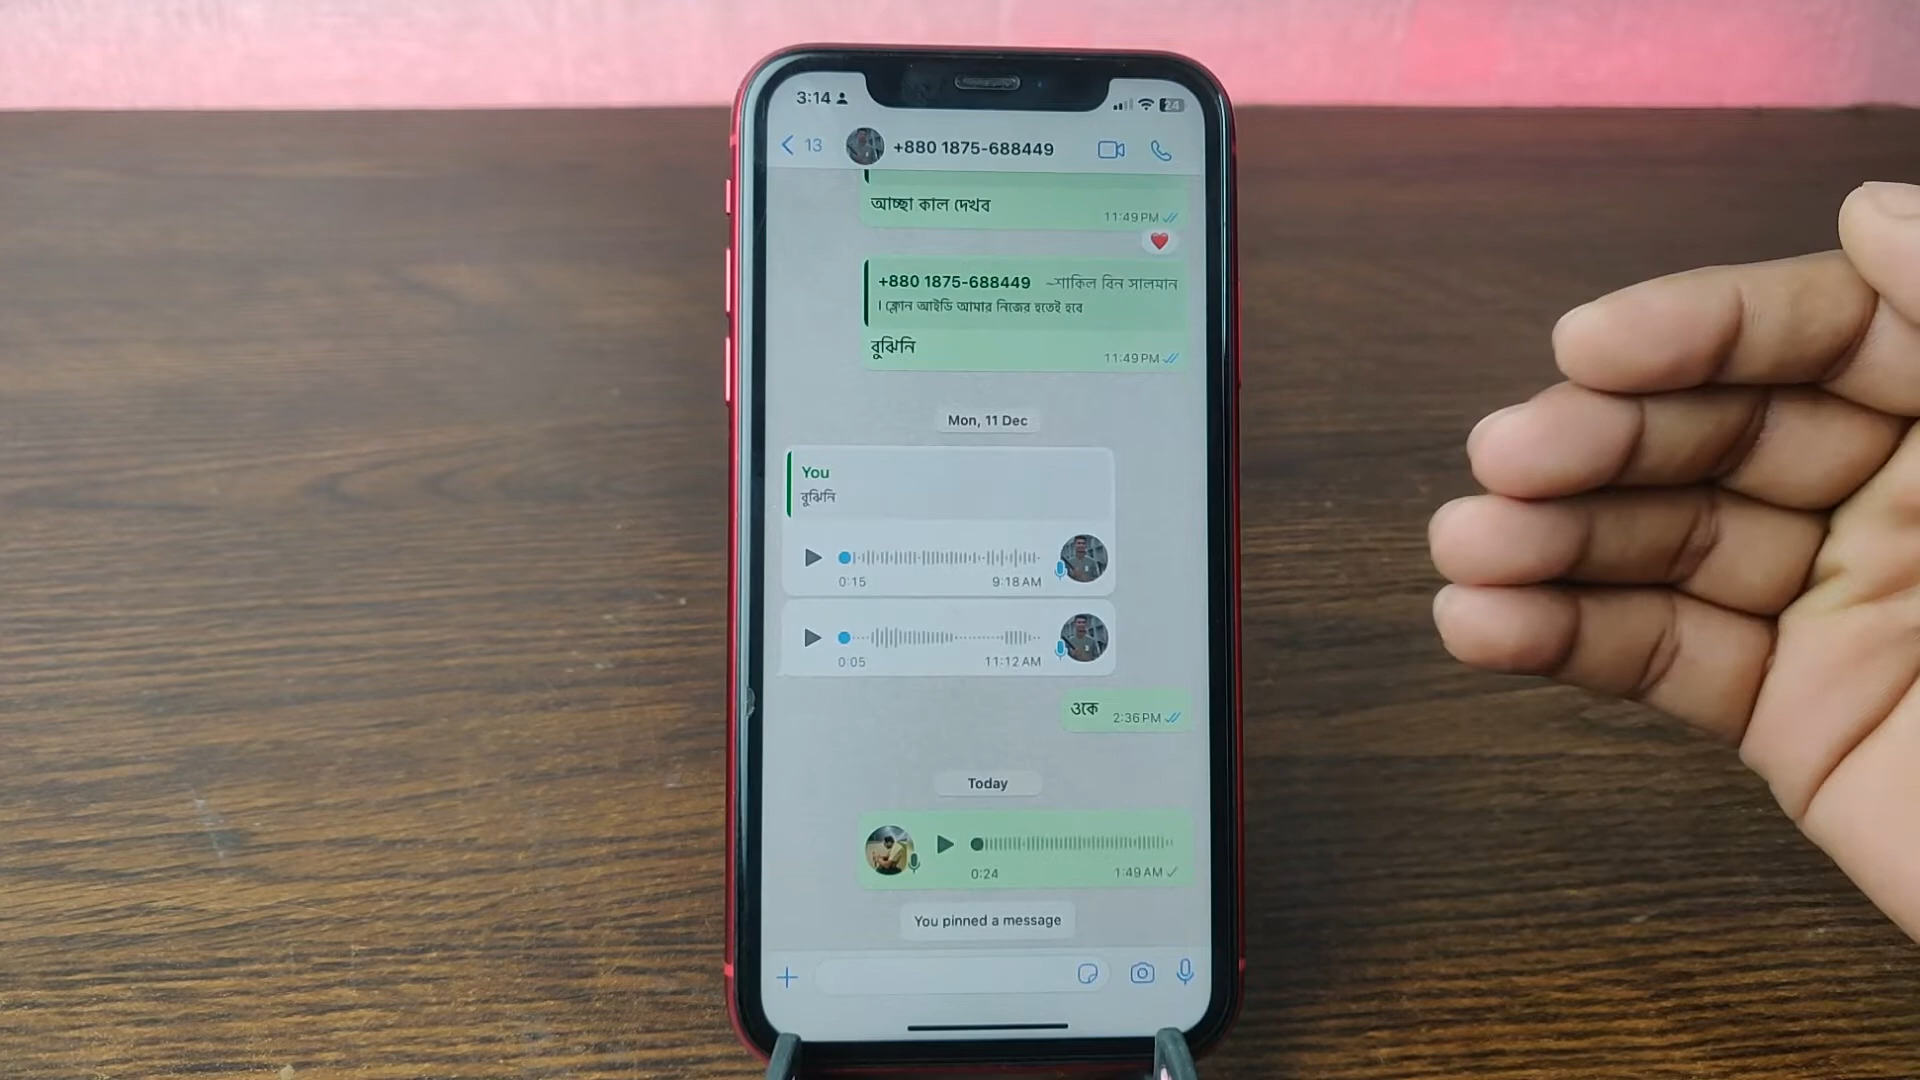 3:14
24
13
+880 1875-688449
আচ্ছা কাল দেখব
11:49 PM
+880 1875-688449 ~শাকিল বিন সালমান
। ক্লোন আইডি আমার নিজের হতেই হবে
বুঝিনি
11:49 PM
Mon, 11 Dec
You
বুঝিনি
0:15 9:18 AM
0:05 11:12 AM
ওকে
2:36 PM
Today
0:24 1:49 AM
You pinned a message